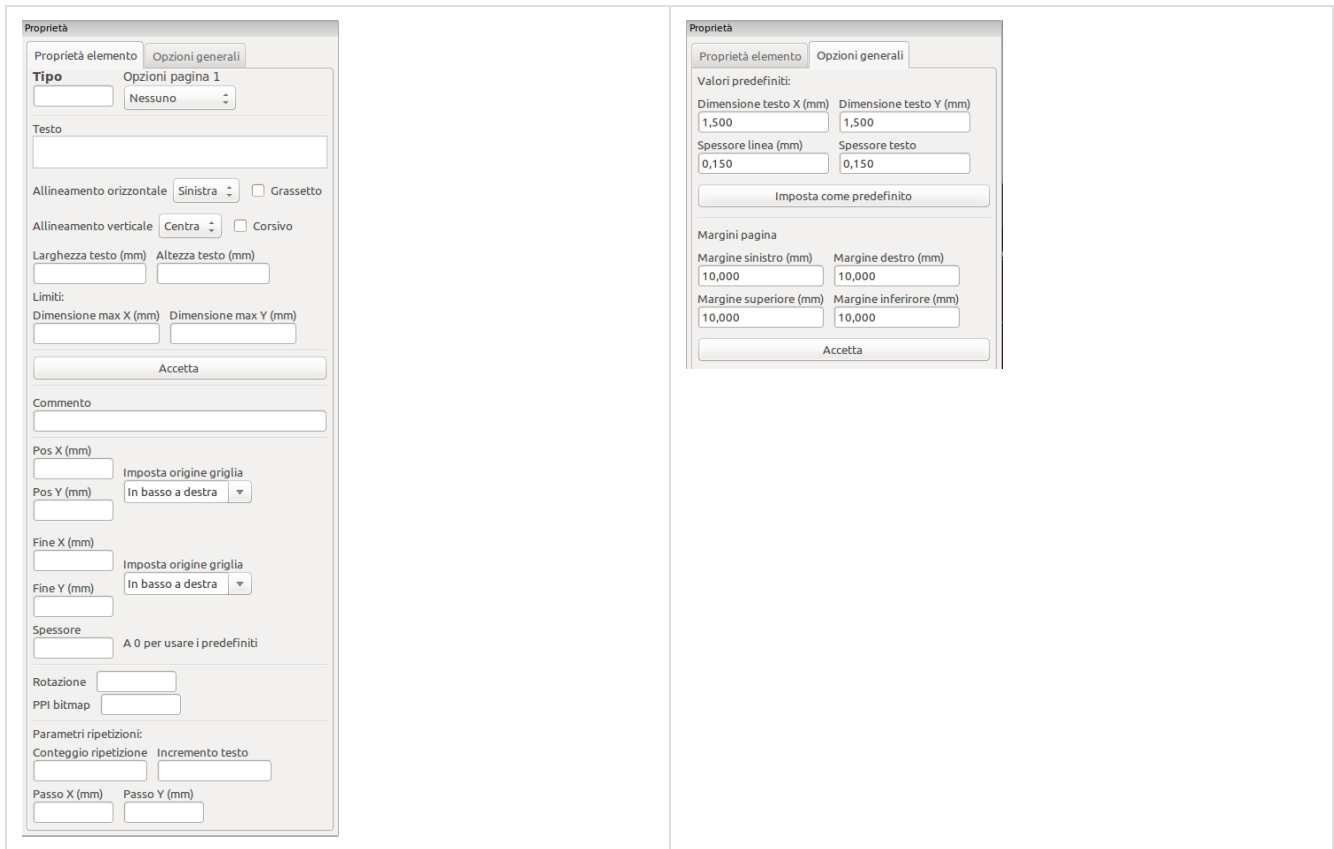 Proprietà
Proprietà elemento Opzioni generali
Tipo Opzioni pagina 1
Nessuno
Testo
Allineamento orizzontale Sinistra Grassetto
Allineamento verticale Centra Corsivo
Larghezza testo (mm) Altezza testo (mm)
Limiti:
Dimensione max X (mm) Dimensione max Y (mm)
Accetta
Commento
Pos X (mm)
Imposta origine griglia
Pos Y (mm) In basso a destra
Fine X (mm)
Imposta origine griglia
Fine Y (mm) In basso a destra
Spessore
A 0 per usare i predefiniti
Rotazione
PPI bitmap
Parametri ripetizioni:
Conteggio ripetizione Incremento testo
Passo X (mm) Passo Y (mm)
Proprietà
Proprietà elemento Opzioni generali
Valori predefiniti:
Dimensione testo X (mm) Dimensione testo Y (mm)
1,500 1,500
Spessore linea (mm) Spessore testo
0,150 0,150
Imposta come predefinito
Margini pagina
Margine sinistro (mm) Margine destro (mm)
10,000 10,000
Margine superiore (mm) Margine inferirore (mm)
10,000 10,000
Accetta